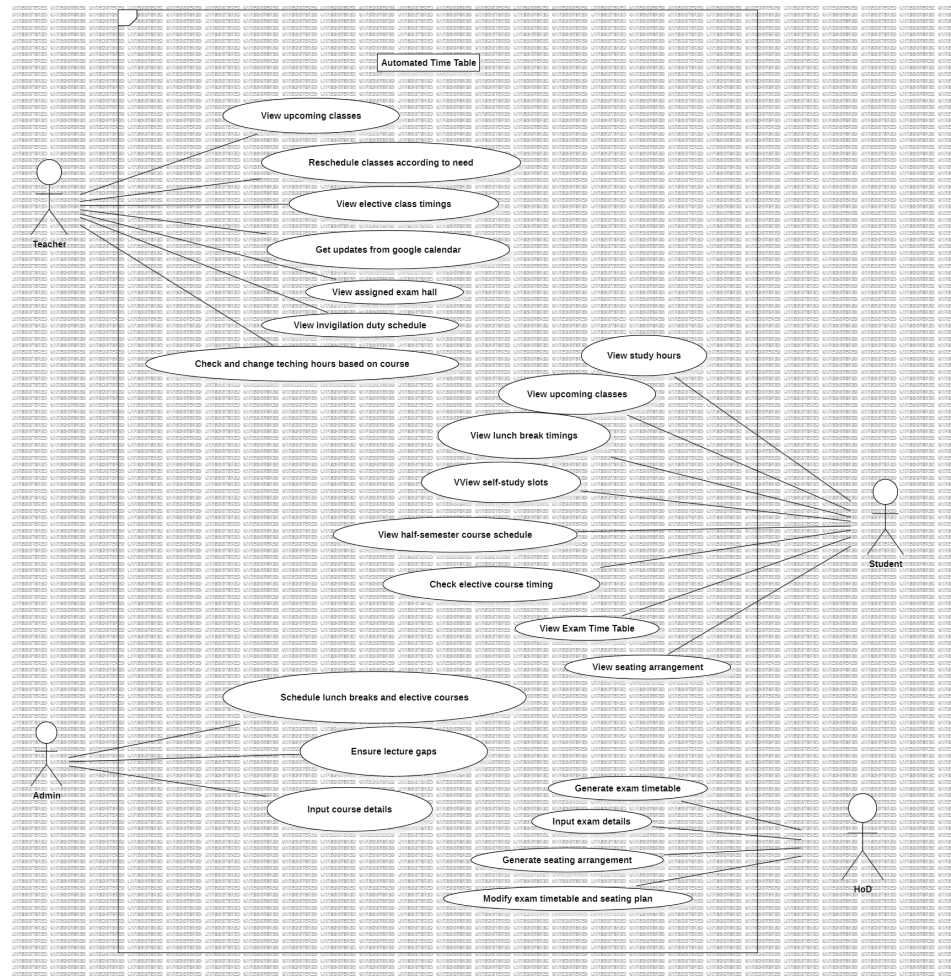 Automated Time Table
View upcoming classes
Reschedule classes according to need
View elective class timings
Teacher
Get updates from google calendar
View assigned exam hall
View invigilation duty schedule
Check and change teching hours based on course
View study hours
View upcoming classes
View lunch break timings
VView self-study slots
View half-semester course schedule
Student
Check elective course timing
View Exam Time Table
View seating arrangement
Schedule lunch breaks and elective courses
Ensure lecture gaps
Admin
Input course details
Generate exam timetable
Input exam details
Generate seating arrangement
HoD
Modify exam timetable and seating plan